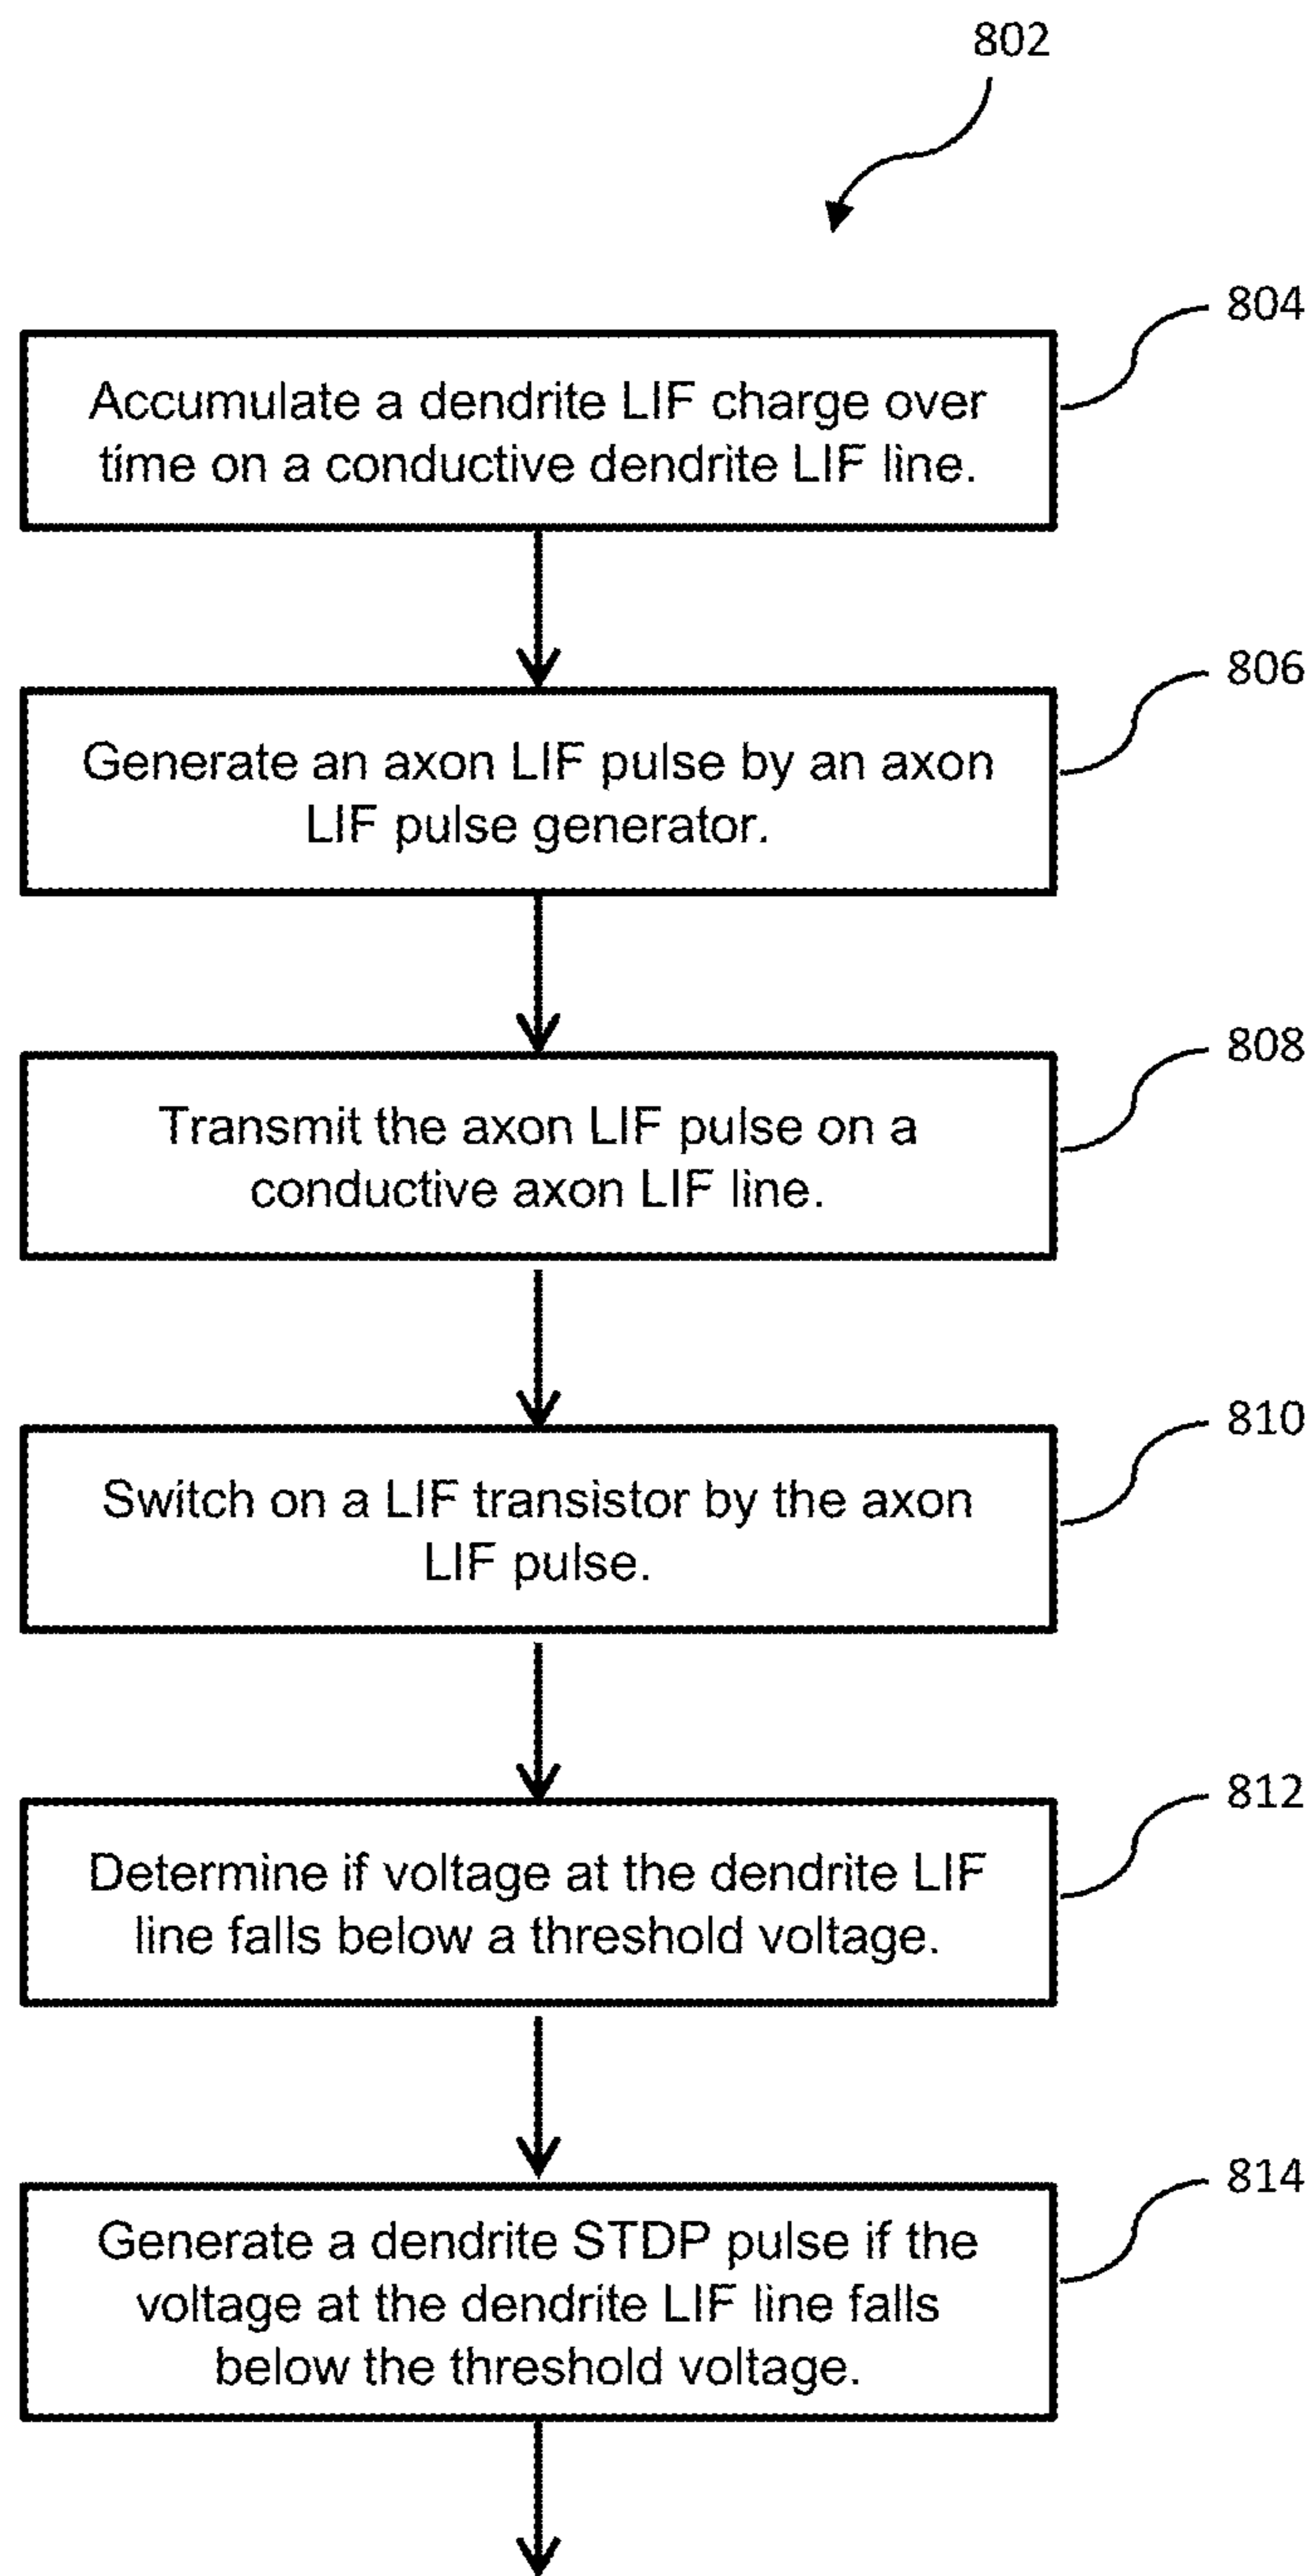 802
804
Accumulate a dendrite LIF charge over
time on a conductive dendrite LIF line.
806
Generate an axon LIF pulse by an axon
LIF pulse generator.
808
Transmit the axon LIF pulse on a
conductive axon LIF line.
810
Switch on a LIF transistor by the axon
LIF pulse.
812
Determine if voltage at the dendrite LIF
line falls below a threshold voltage.
814
Generate a dendrite STDP pulse if the
voltage at the dendrite LIF line falls
below the threshold voltage.